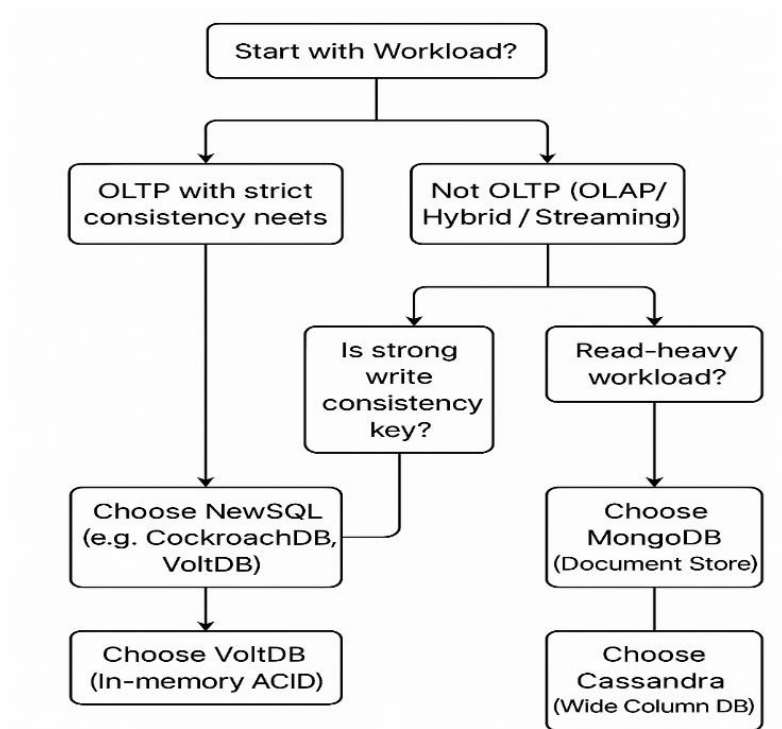 Start with Workload?
OLTP with strict
consistency neets
Not OLTP (OLAP/
Hybrid / Streaming)
Is strong
write
consistency
key?
Read-heavy
workload?
Choose NewSQL
(e.g. CockroachDB,
VoltDB)
Choose
MongoDB
(Document Store)
Choose VoltDB
(In-memory ACID)
Choose
Cassandra
(Wide Column DB)